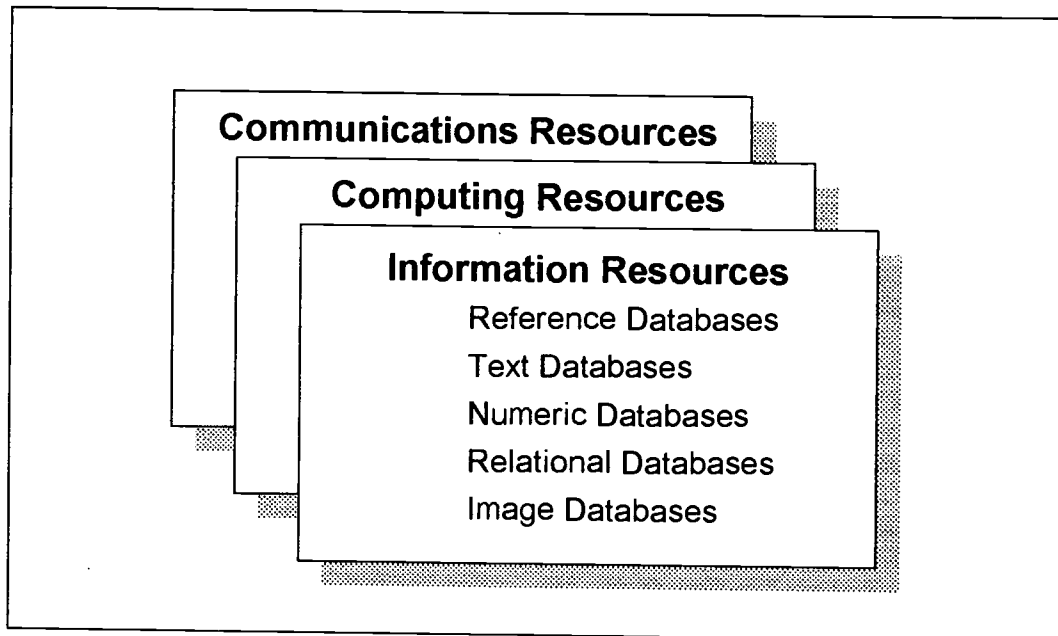 Communications Resources
Computing Resources
Information Resources
Reference Databases
Text Databases
Numeric Databases
Relational Databases
Image Databases